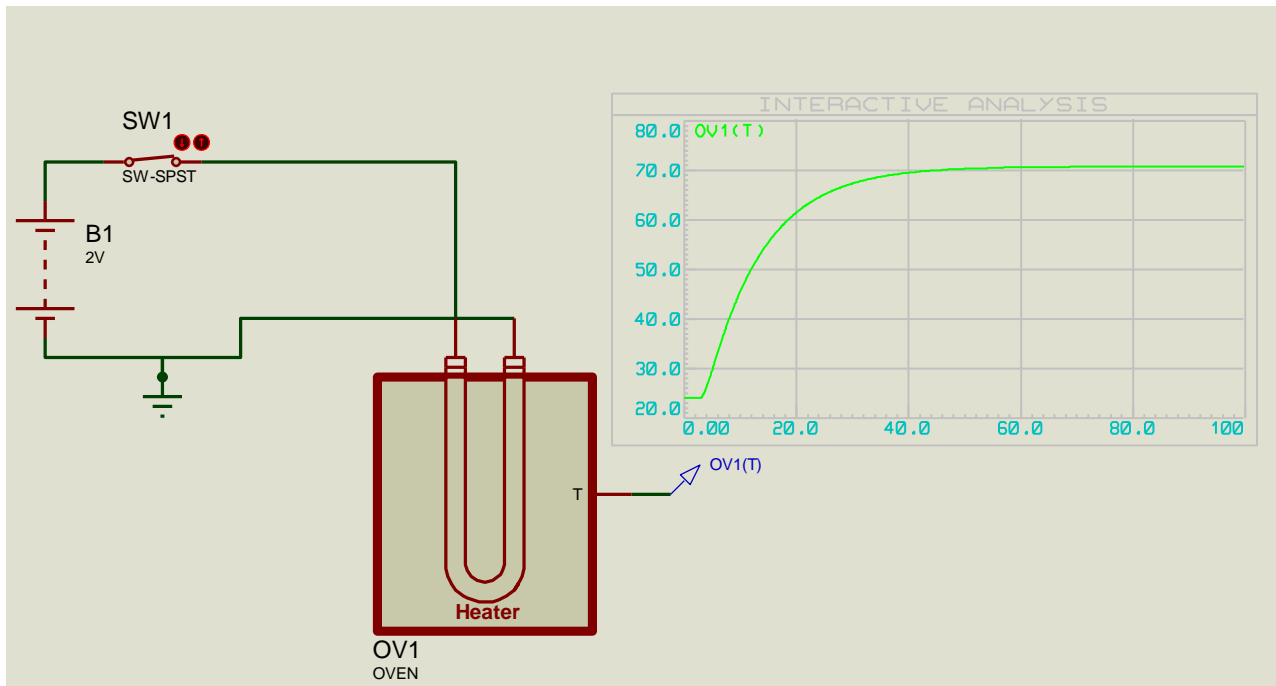 INTERACTIVE ANALYSIS
SW1
SW-SPST
B1
2V
80.0
OV1(T)
70.0
60.0
50.0
40.0
30.0
20.0
0.00 20.0 40.0 60.0 80.0 100
OV1(T)
T
Heater
OV1
OVEN